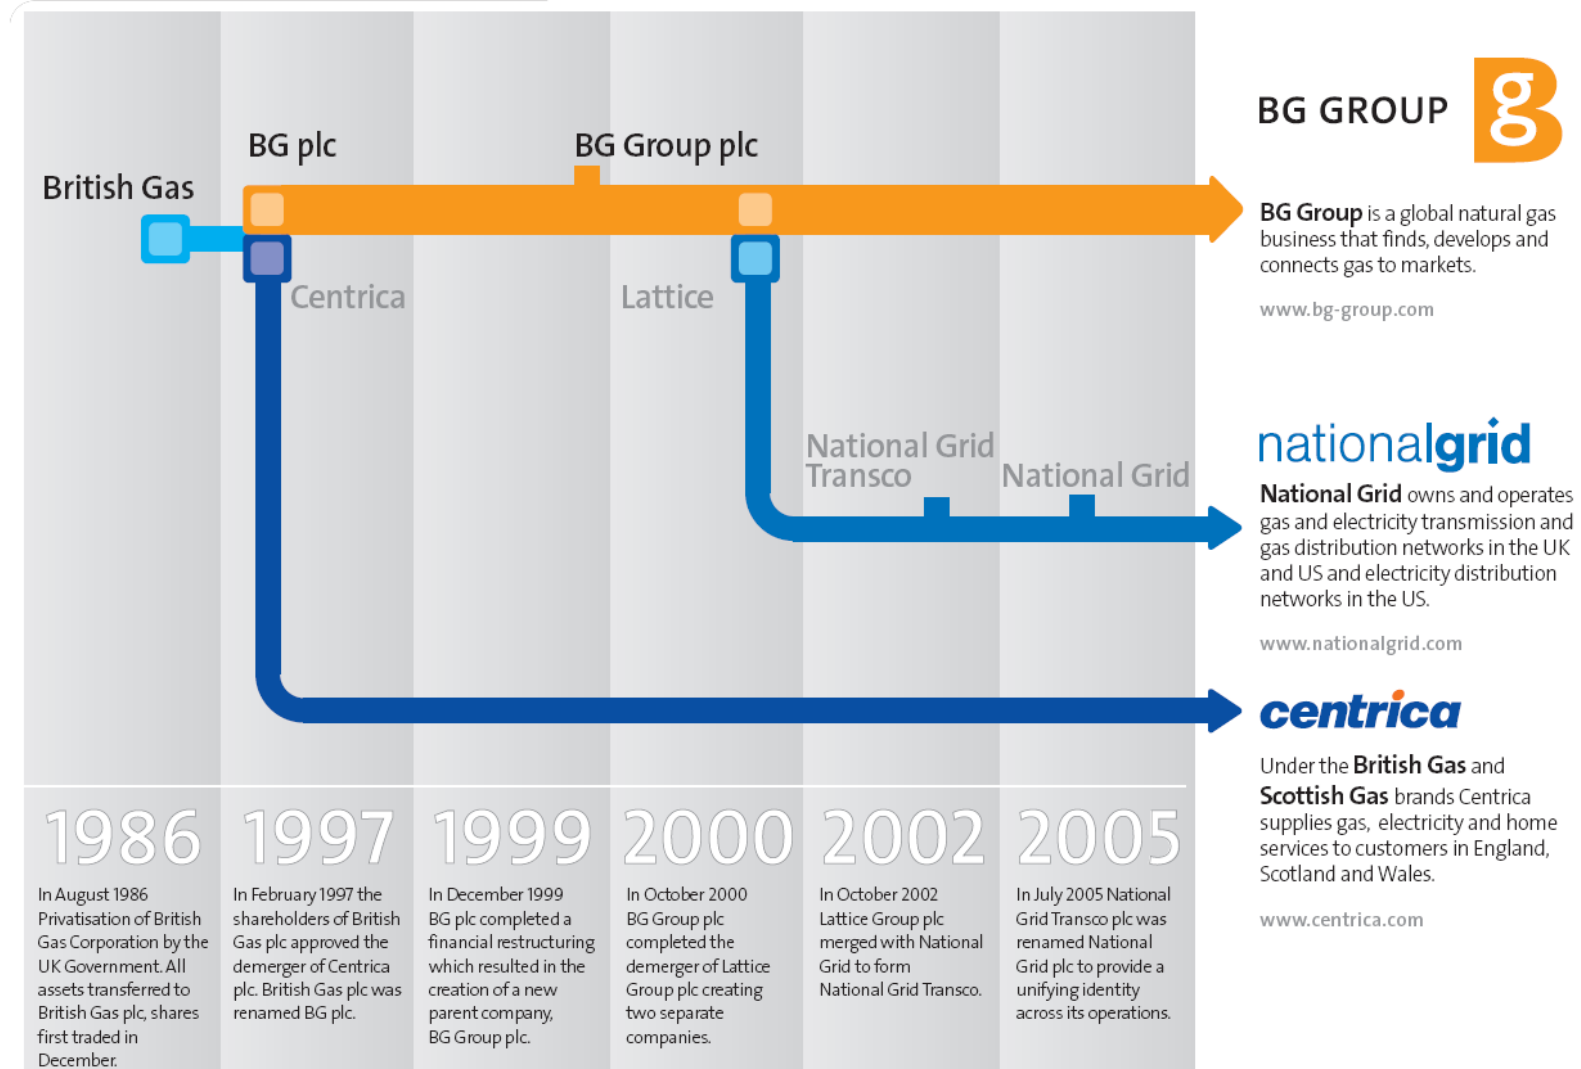 BG plc
BG Group plc
British Gas
Centrica
Lattice
National Grid
Transco
National Grid
BG GROUP
gB
BG Group is a global natural gas
business that finds, develops and
connects gas to markets.
www.bg-group.com
nationalgrid
National Grid owns and operates
gas and electricity transmission and
gas distribution networks in the UK
and US and electricity distribution
networks in the US.
www.nationalgrid.com
centrica
Under the British Gas and
Scottish Gas brands Centrica
supplies gas, electricity and home
services to customers in England,
Scotland and Wales.
www.centrica.com
1986
In August 1986
Privatisation of British
Gas Corporation by the
UK Government. All
assets transferred to
British Gas plc, shares
first traded in
December.
1997
In February 1997 the
shareholders of British
Gas plc approved the
demerger of Centrica
plc. British Gas plc was
renamed BG plc.
1999
In December 1999
BG plc completed a
financial restructuring
which resulted in the
creation of a new
parent company,
BG Group plc.
2000
In October 2000
BG Group plc
completed the
demerger of Lattice
Group plc creating
two separate
companies.
2002
In October 2002
Lattice Group plc
merged with National
Grid to form
National Grid Transco.
2005
In July 2005 National
Grid Transco plc was
renamed National
Grid plc to provide a
unifying identity
across its operations.